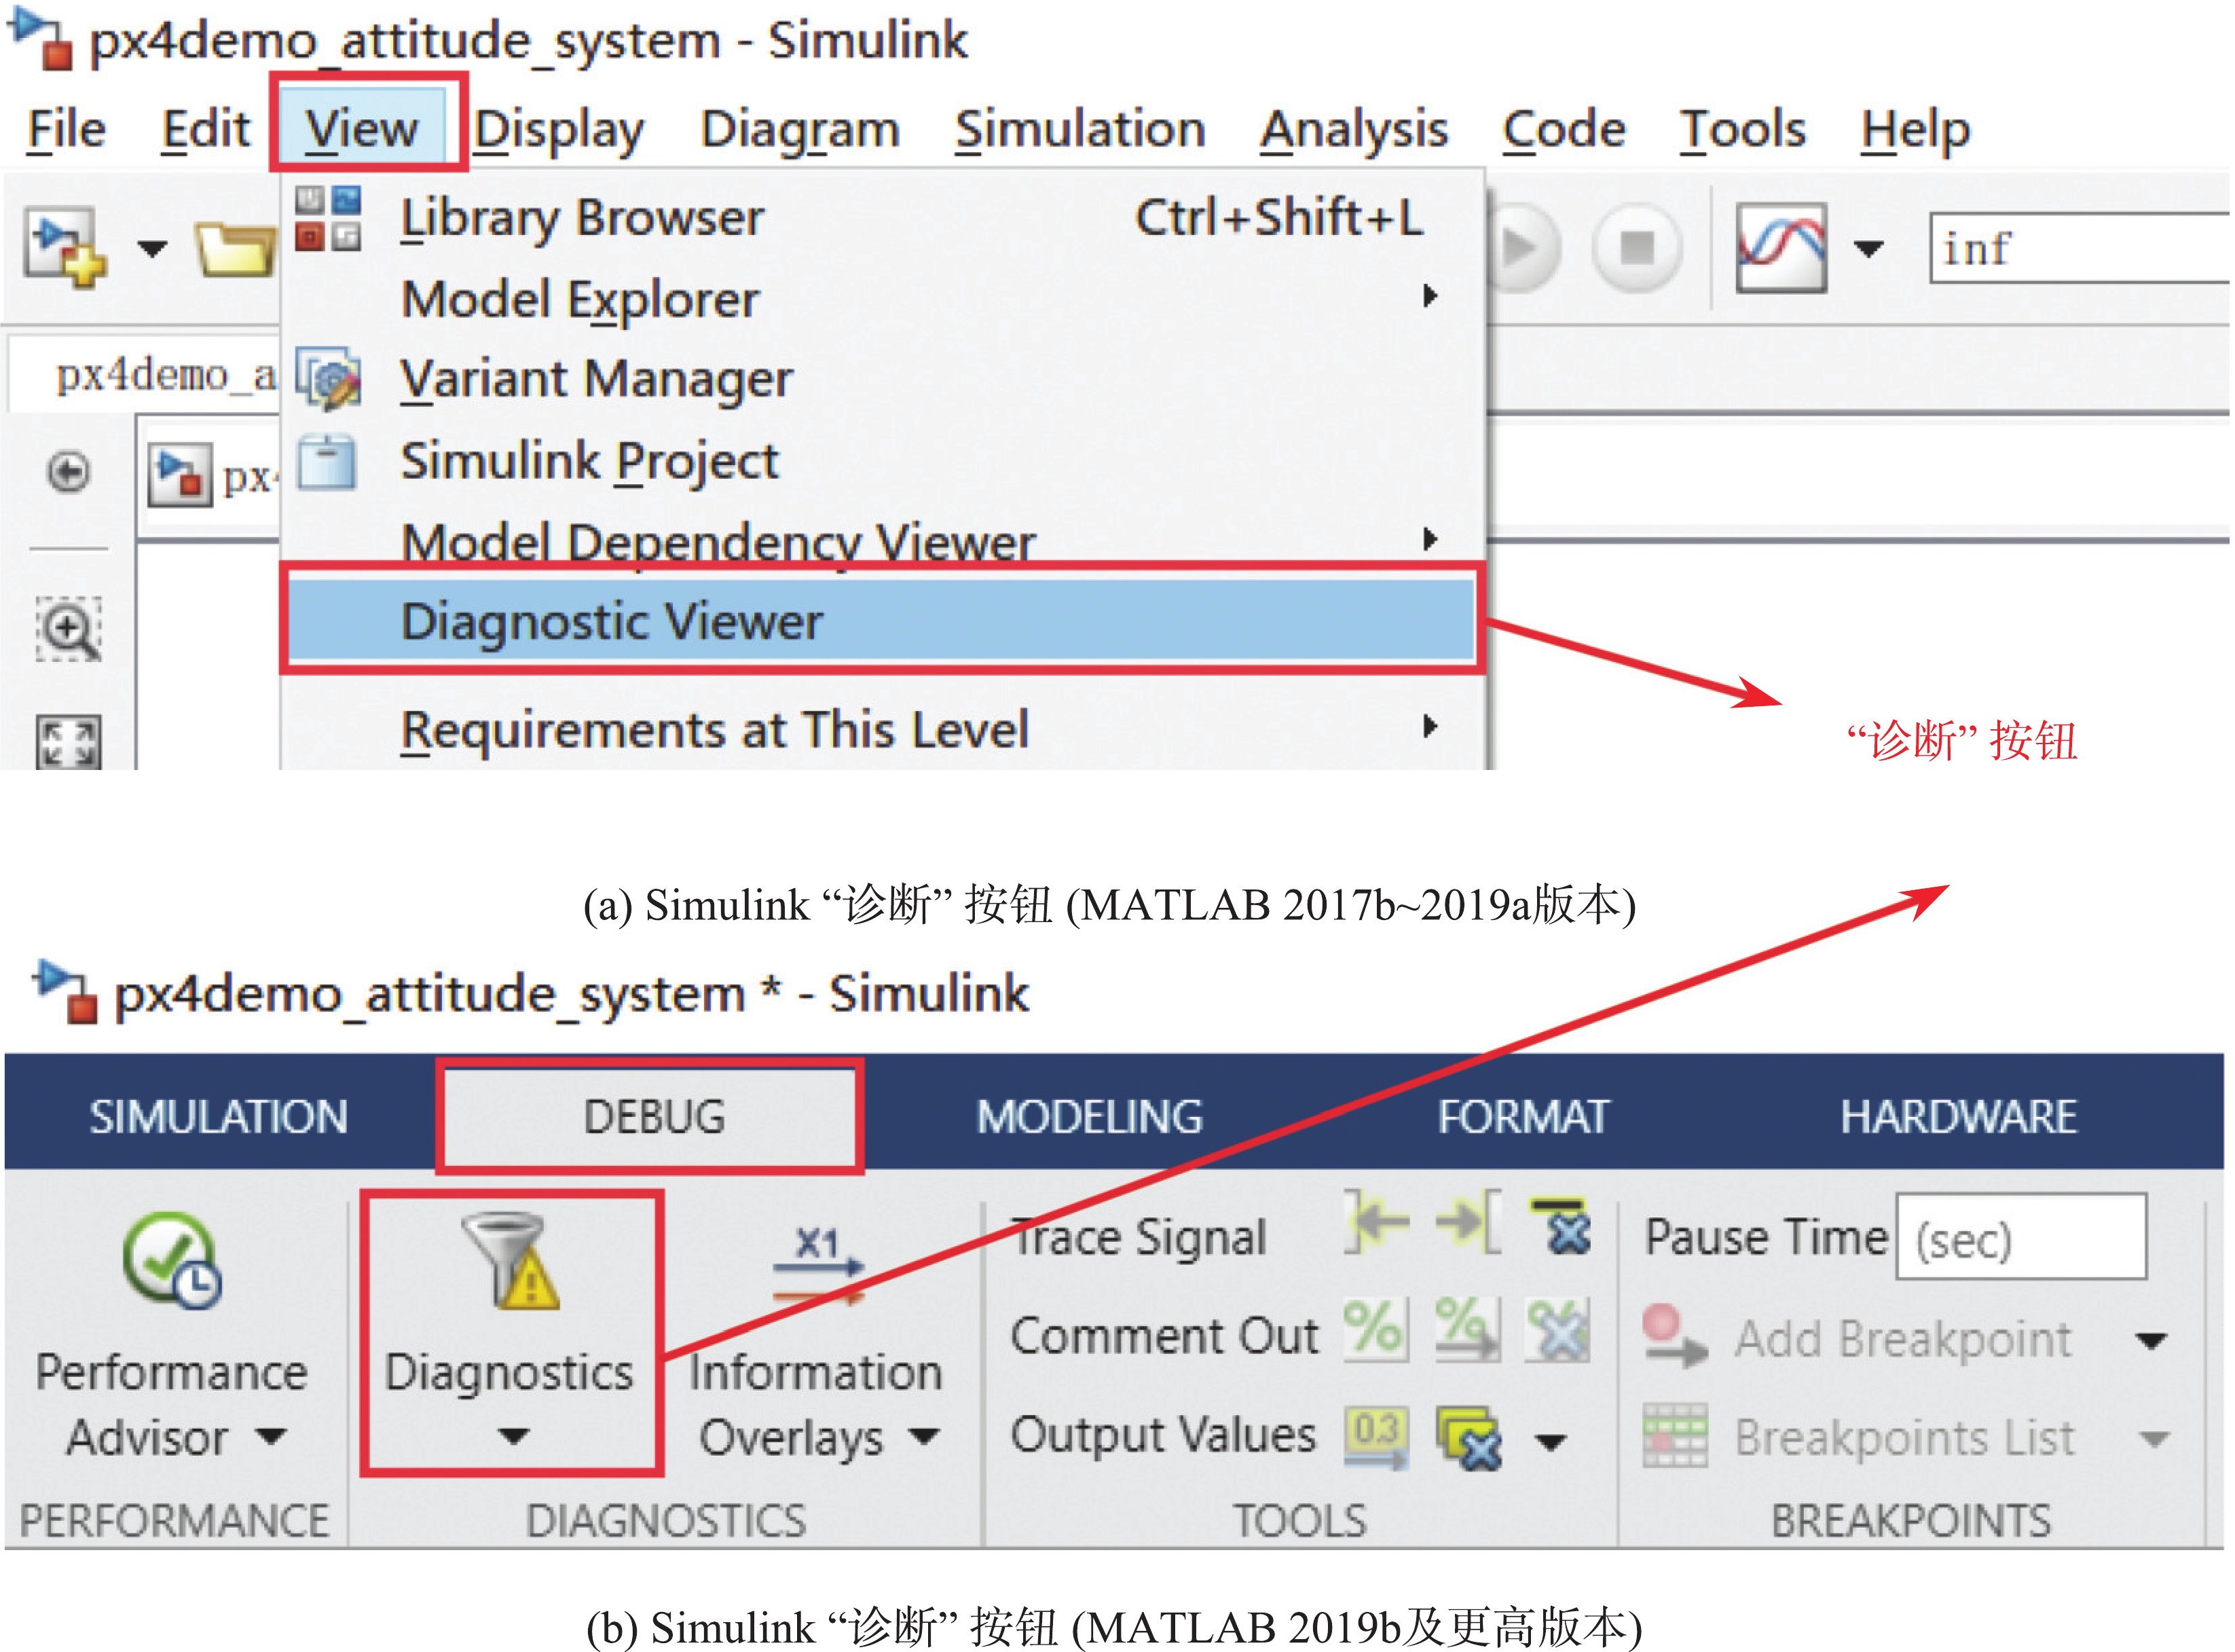 px4demo_attitude_system - Simulink
File Edit View Display Diagram Simulation Analysis Code Tools Help
Library Browser Ctrl+Shift+L
inf
Model Explorer
px4demo_a
Variant Manager
Simulink Project
px4
Model Dependency Viewer
Diagnostic Viewer
Requirements at This Level
“诊断” 按钮
(a) Simulink “诊断” 按钮 (MATLAB 2017b~2019a版本)
px4demo_attitude_system * - Simulink
SIMULATION DEBUG MODELING FORMAT HARDWARE
Performance
Advisor
PERFORMANCE
Diagnostics
X1
Information
Overlays
DIAGNOSTICS
Trace Signal
Comment Out % % %
Output Values 0.3
TOOLS
Pause Time (sec)
Add Breakpoint
Breakpoints List
BREAKPOINTS
(b) Simulink “诊断” 按钮 (MATLAB 2019b及更高版本)